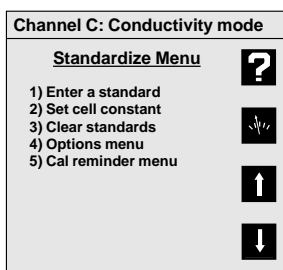 Channel C: Conductivity mode
Standardize Menu
1) Enter a standard
2) Set cell constant
3) Clear standards
4) Options menu
5) Cal reminder menu
?